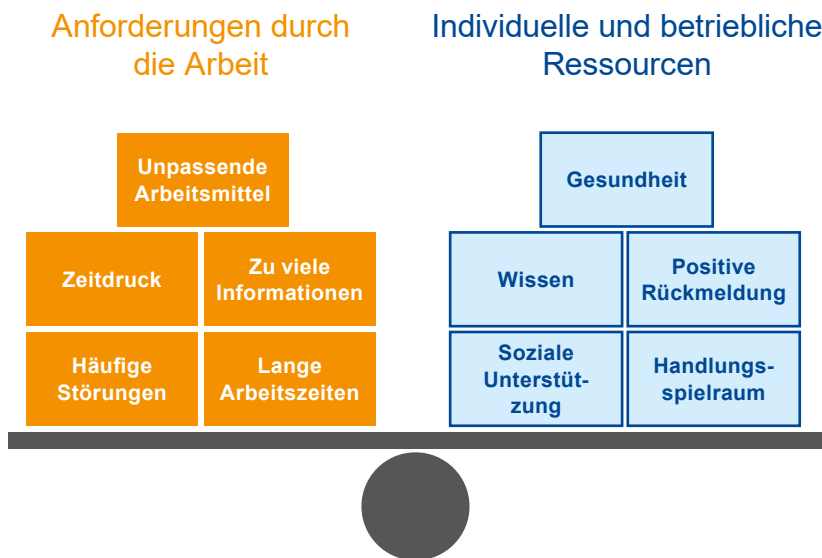 Anforderungen durch
die Arbeit
Individuelle und betriebliche
Ressourcen
Unpassende
Arbeitsmittel
Zeitdruck
Zu viele
Informationen
Häufige
Störungen
Lange
Arbeitszeiten
Gesundheit
Wissen
Positive
Rückmeldung
Soziale
Unterstüt-
zung
Handlungs-
spielraum